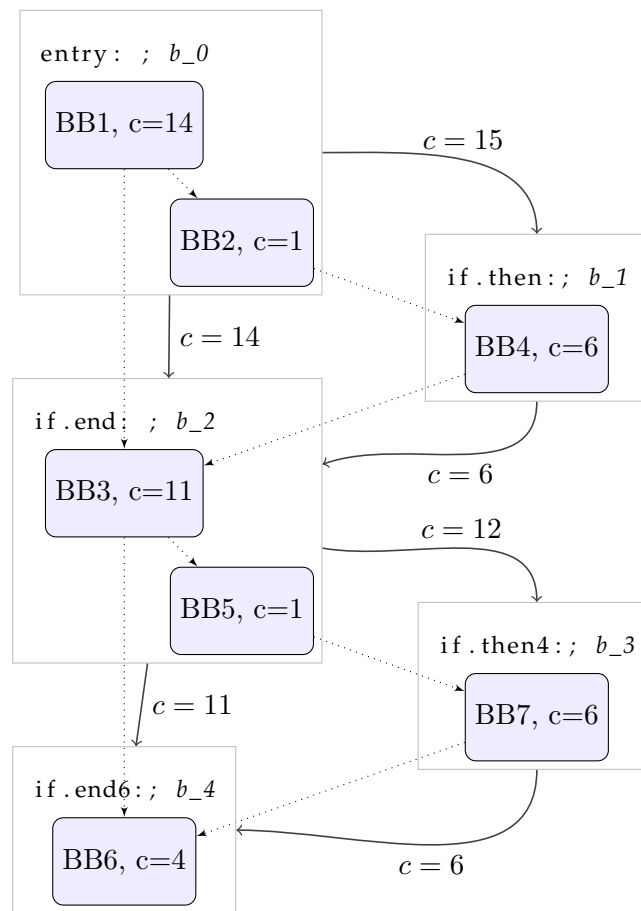 entry: ; b_0
BB1, c=14
c = 15
BB2, c=1
if.then:; b_1
c = 14
BB4, c=6
if.end: ; b_2
BB3, c=11
c = 6
c = 12
BB5, c=1
if.then4:; b_3
c = 11
BB7, c=6
if.end6:; b_4
BB6, c=4
c = 6